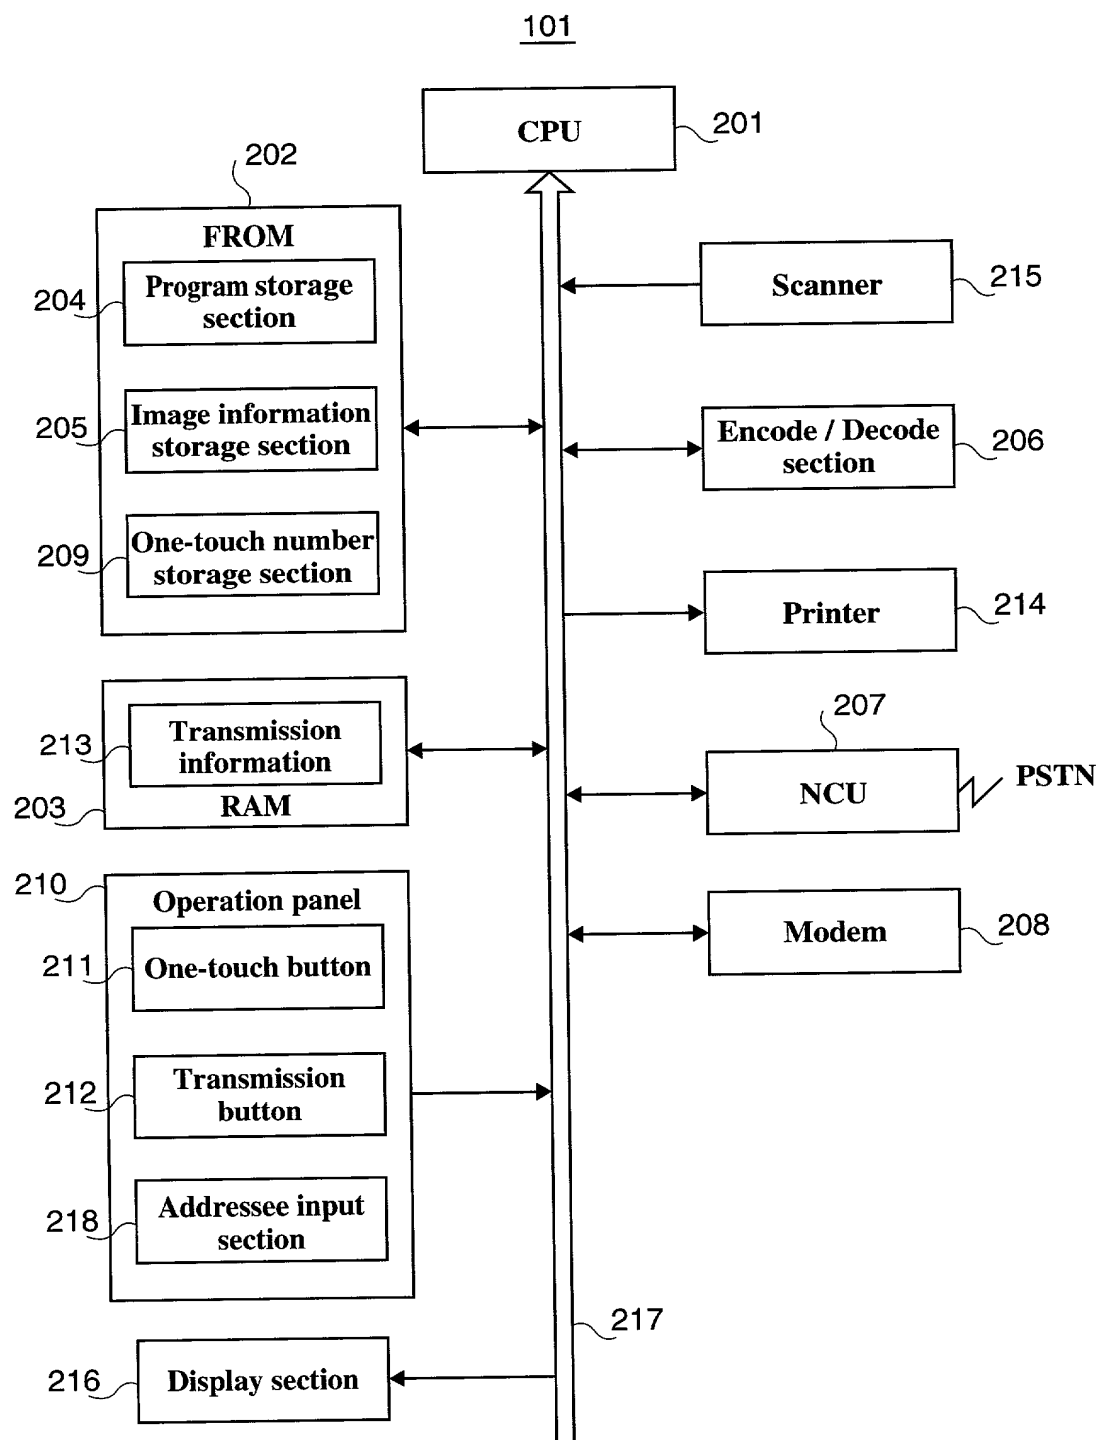 101
CPU
201
202
FROM
204
Program storage
section
205
Image information
storage section
209
One-touch number
storage section
213
Transmission
information
203
RAM
210
Operation panel
211
One-touch button
212
Transmission
button
218
Addressee input
section
216
Display section
Scanner
215
Encode / Decode
section
206
Printer
214
207
NCU
PSTN
Modem
208
217